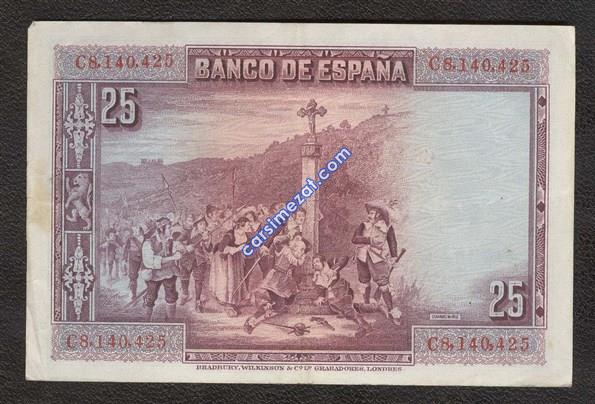 C8,140,425 C8,140,425
BANCO DE ESPAÑA
25
carsimezat.com
25
C8,140,425 C8,140,425
BRADBURY, WILKINSON & Cº Lº GRABADORES, LONDRES